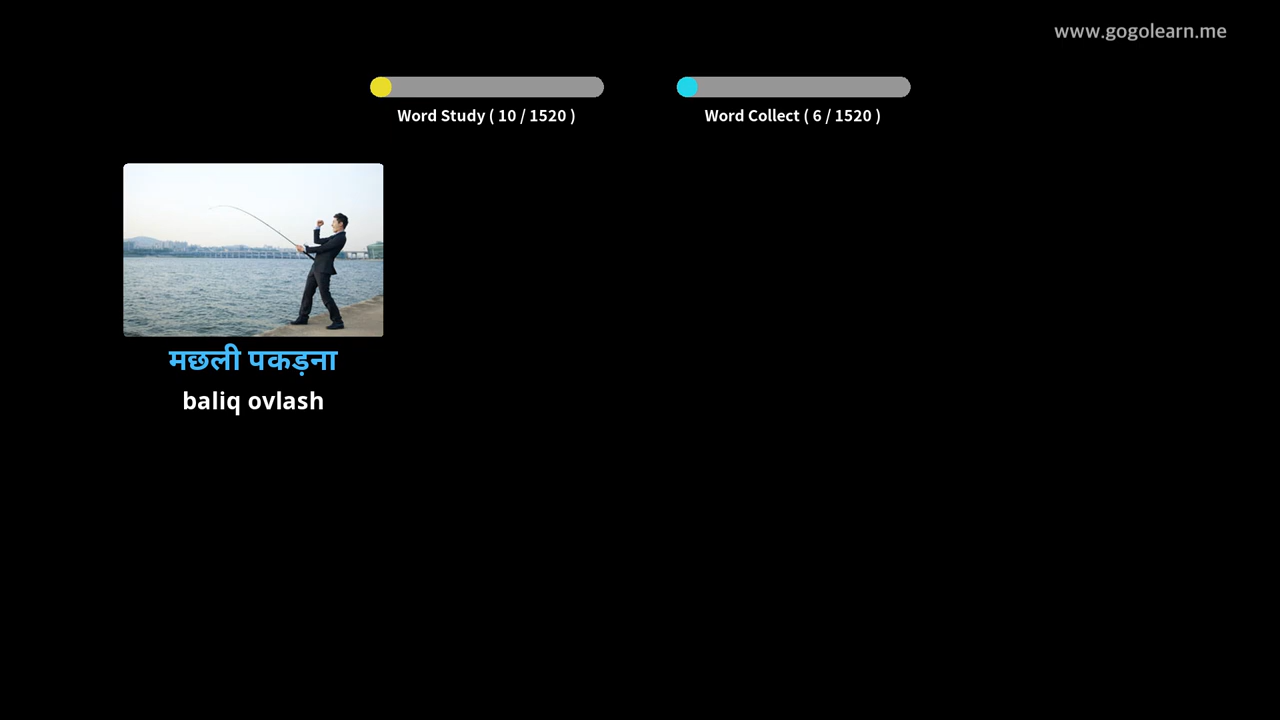 www.gogolearn.me
Word Study ( 10 / 1520 )
Word Collect ( 6 / 1520 )
मछली पकड़ना
baliq ovlash